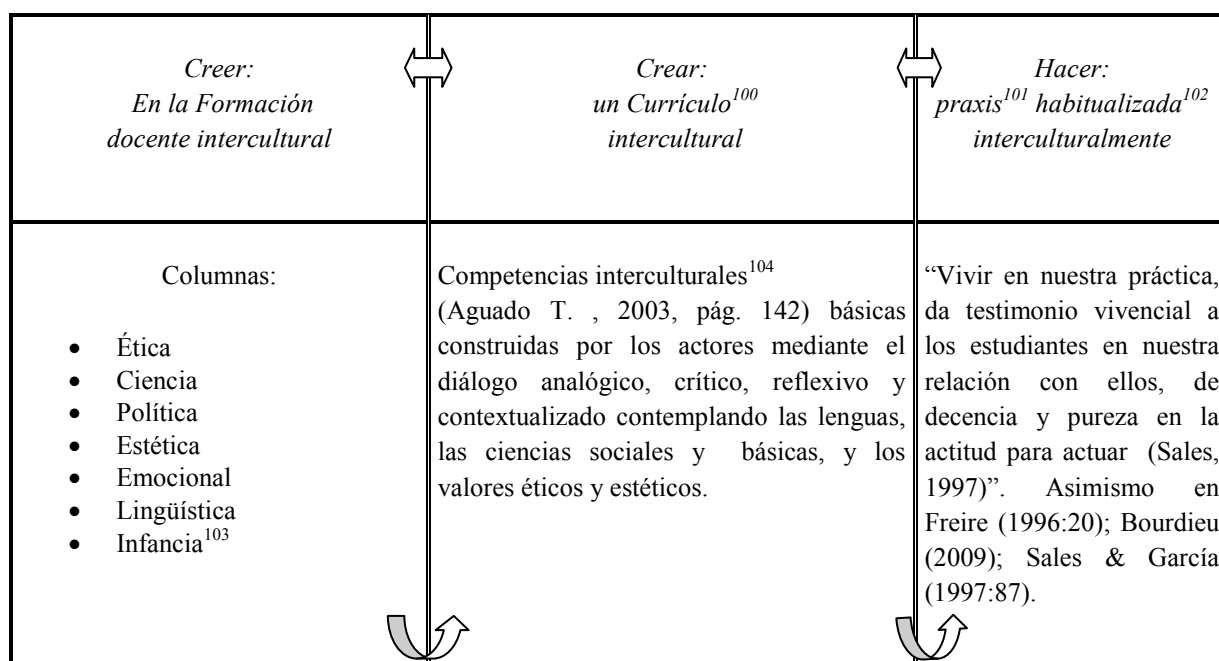 Creer:
En la Formación
docente intercultural
Crear:
un Currículo100
intercultural
Hacer:
praxis101 habitualizada102
interculturalmente
Columnas:
• Ética
• Ciencia
• Política
• Estética
• Emocional
• Lingüística
• Infancia103
Competencias interculturales104
(Aguado T. , 2003, pág. 142) básicas
construidas por los actores mediante el
diálogo analógico, crítico, reflexivo y
contextualizado contemplando las lenguas,
las ciencias sociales y básicas, y los
valores éticos y estéticos.
“Vivir en nuestra práctica,
da testimonio vivencial a
los estudiantes en nuestra
relación con ellos, de
decencia y pureza en la
actitud para actuar (Sales,
1997)”. Asimismo en
Freire (1996:20); Bourdieu
(2009); Sales & García
(1997:87).